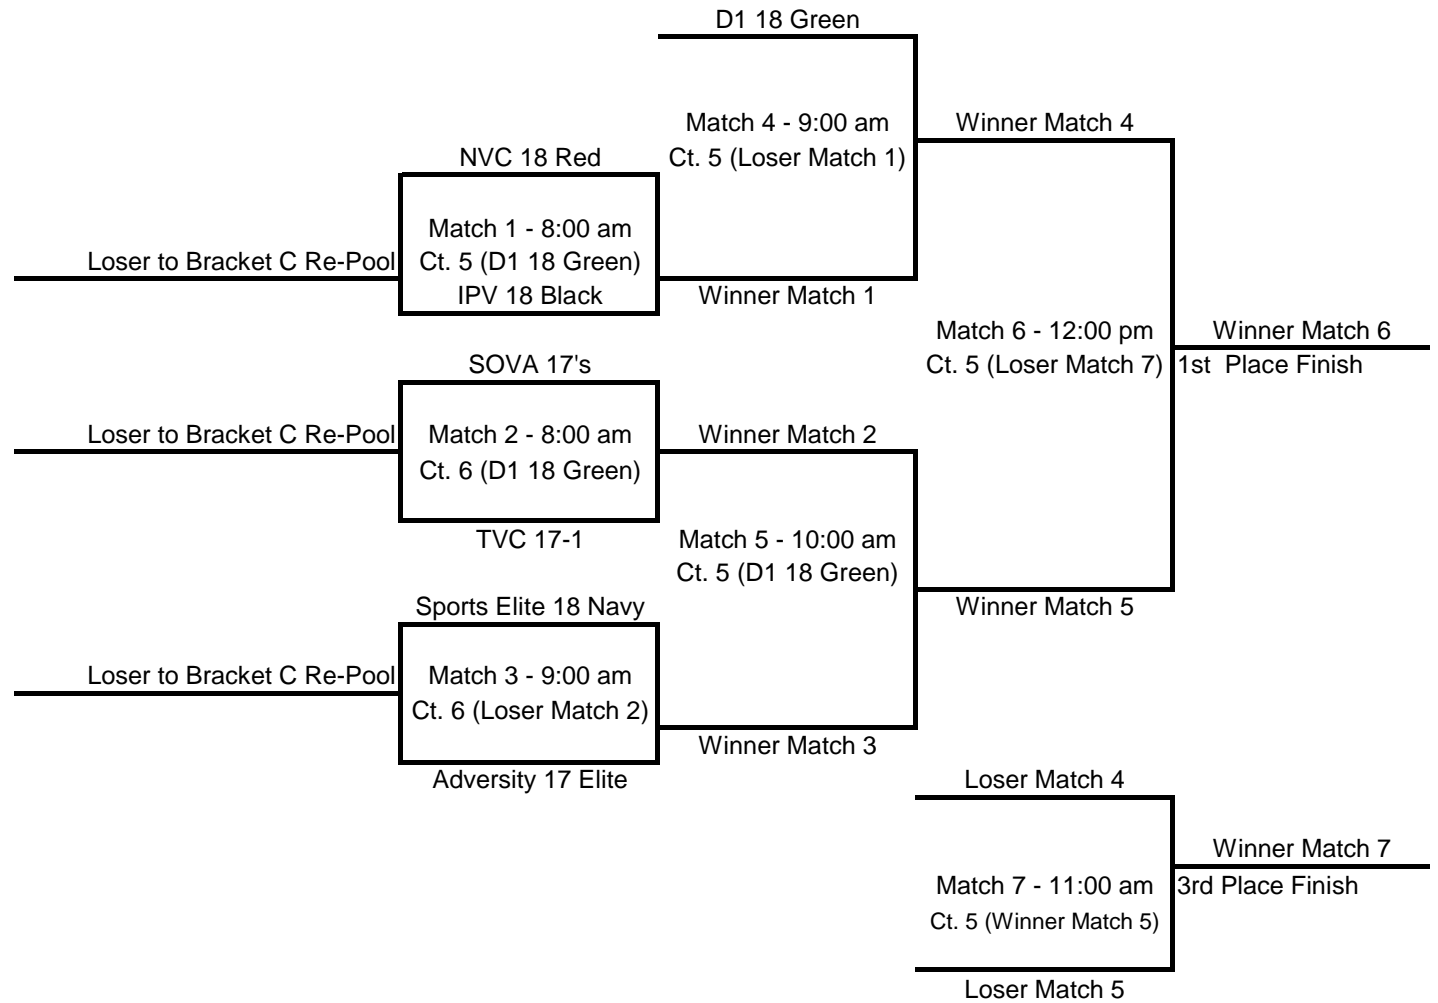 D1 18 Green
Match 4 - 9:00 am
Ct. 5 (Loser Match 1)
Winner Match 4
NVC 18 Red
Match 1 - 8:00 am
Ct. 5 (D1 18 Green)
IPV 18 Black
Loser to Bracket C Re-Pool
Winner Match 1
Match 6 - 12:00 pm
Ct. 5 (Loser Match 7)
Winner Match 6
1st  Place Finish
SOVA 17's
Loser to Bracket C Re-Pool
Match 2 - 8:00 am
Ct. 6 (D1 18 Green)
Winner Match 2
TVC 17-1
Match 5 - 10:00 am
Ct. 5 (D1 18 Green)
Winner Match 5
Sports Elite 18 Navy
Loser to Bracket C Re-Pool
Match 3 - 9:00 am
Ct. 6 (Loser Match 2)
Winner Match 3
Adversity 17 Elite
Loser Match 4
Winner Match 7
Match 7 - 11:00 am
3rd Place Finish
Ct. 5 (Winner Match 5)
Loser Match 5